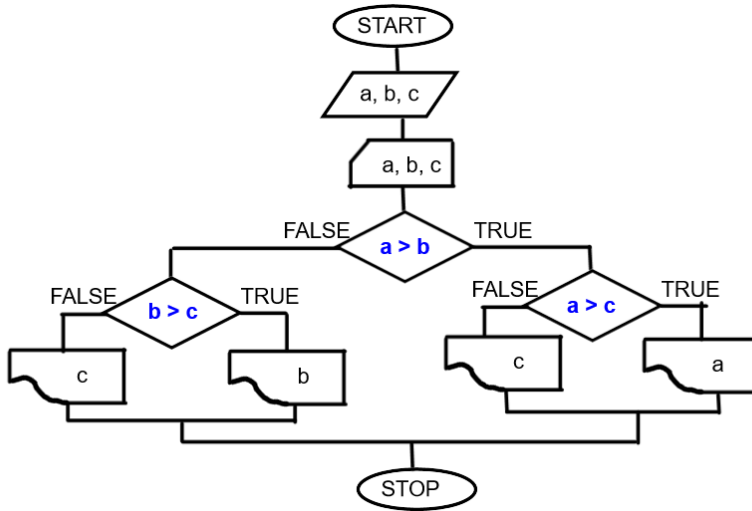 START
a, b, c
a, b, c
FALSE
a > b
TRUE
FALSE
b > c
TRUE
FALSE
a > c
TRUE
c
b
c
a
STOP